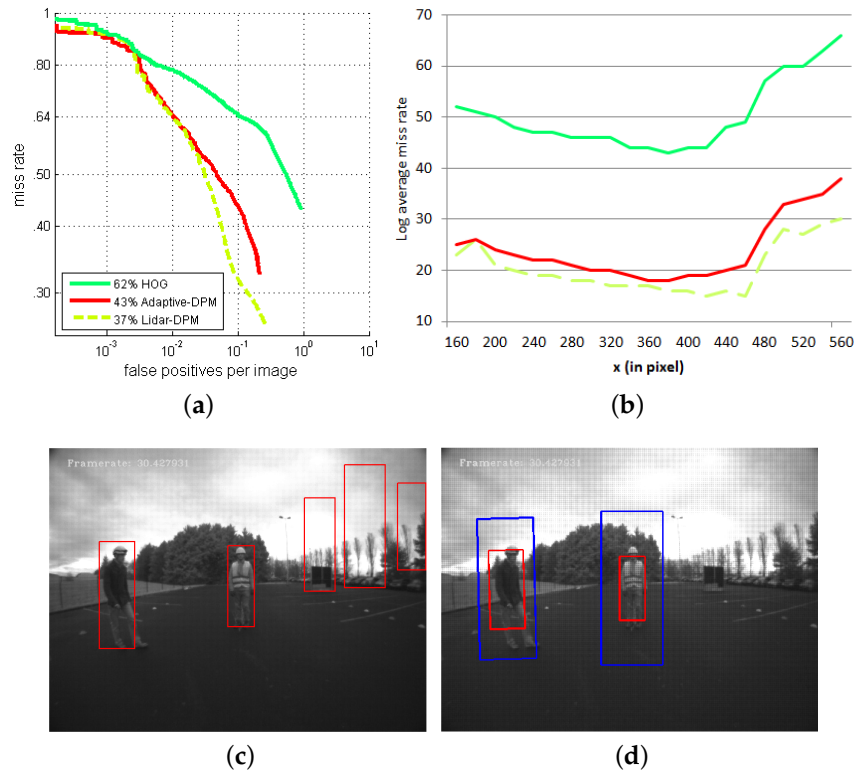 1
.80
64
.50
.40
.30
miss rate
62% HOG
43% Adaptive-DPM
37% Lidar-DPM
10^-3 10^-2 10^-1 10^0 10^1
false positives per image
(a)
70
60
50
40
30
20
10
Log average miss rate
160 200 240 280 320 360 400 440 480 520 560
x (in pixel)
(b)
Framerate: 30.427931
(c)
Framerate: 30.427931
(d)